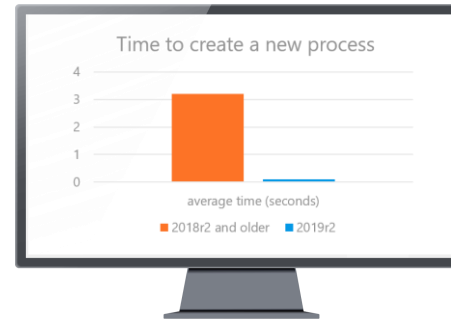 Time to create a new process
4
3
2
1
0
average time (seconds)
2018r2 and older 2019r2